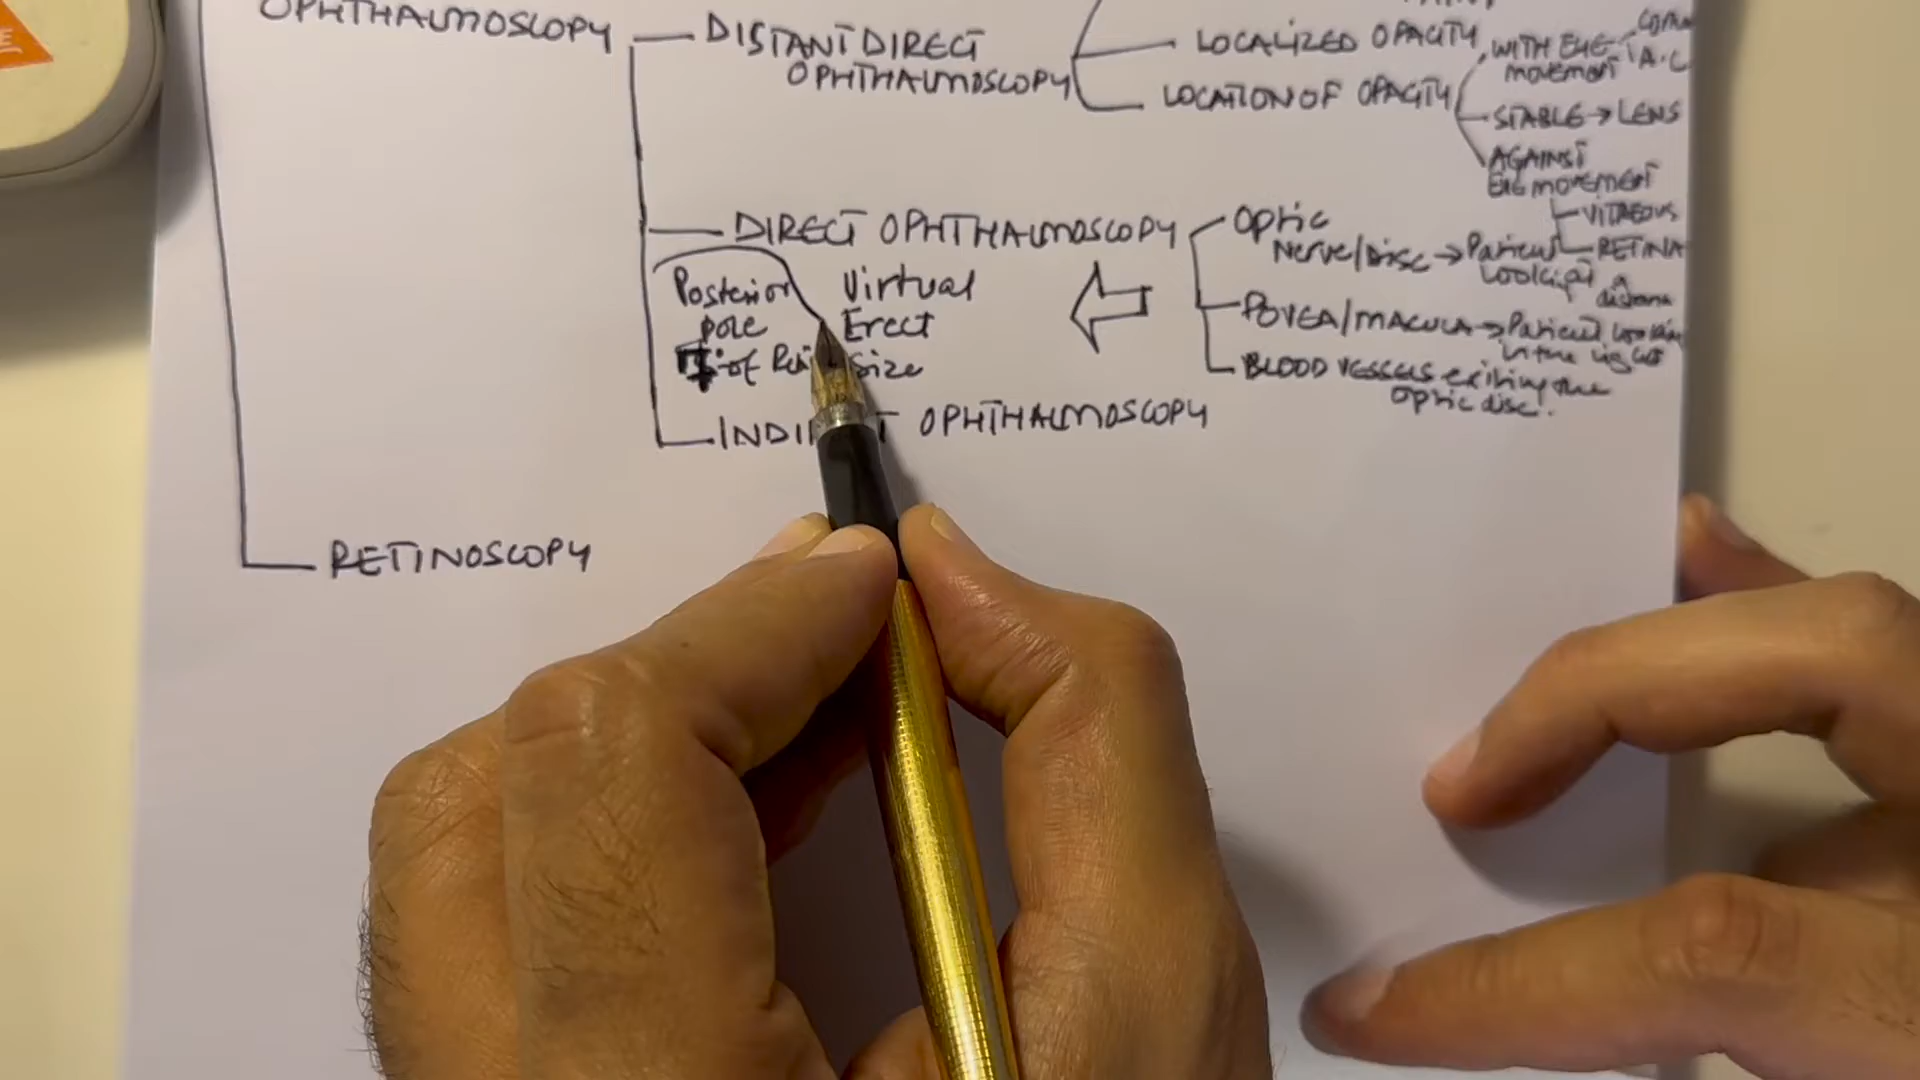 OPHTHALMOSCOPY
DISTANT DIRECT
OPHTHALMOSCOPY
LOCALIZED OPACITY
LOCATION OF OPACITY
WITH EYE
MOVEMENT
A.C
STABLE → LENS
AGAINST
EYE MOVEMENT
VITREOUS
RETINA
DIRECT OPHTHALMOSCOPY
Optic
Nerve/Disc → Patient
looking at a
distance
FOVEA/MACULA → Patient looking
in the light
BLOOD VESSELS exiting the
optic disc.
Posterior
pole
of
Virtual
Erect
size
OPHTHALMOSCOPY
RETINOSCOPY